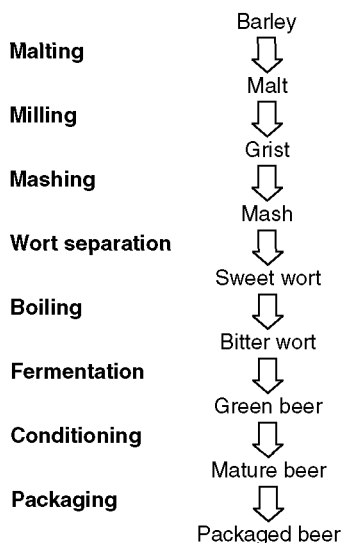 Barley
Malting
Malt
Milling
Grist
Mashing
Mash
Wort separation
Sweet wort
Boiling
Bitter wort
Fermentation
Green beer
Conditioning
Mature beer
Packaging
Packaged beer